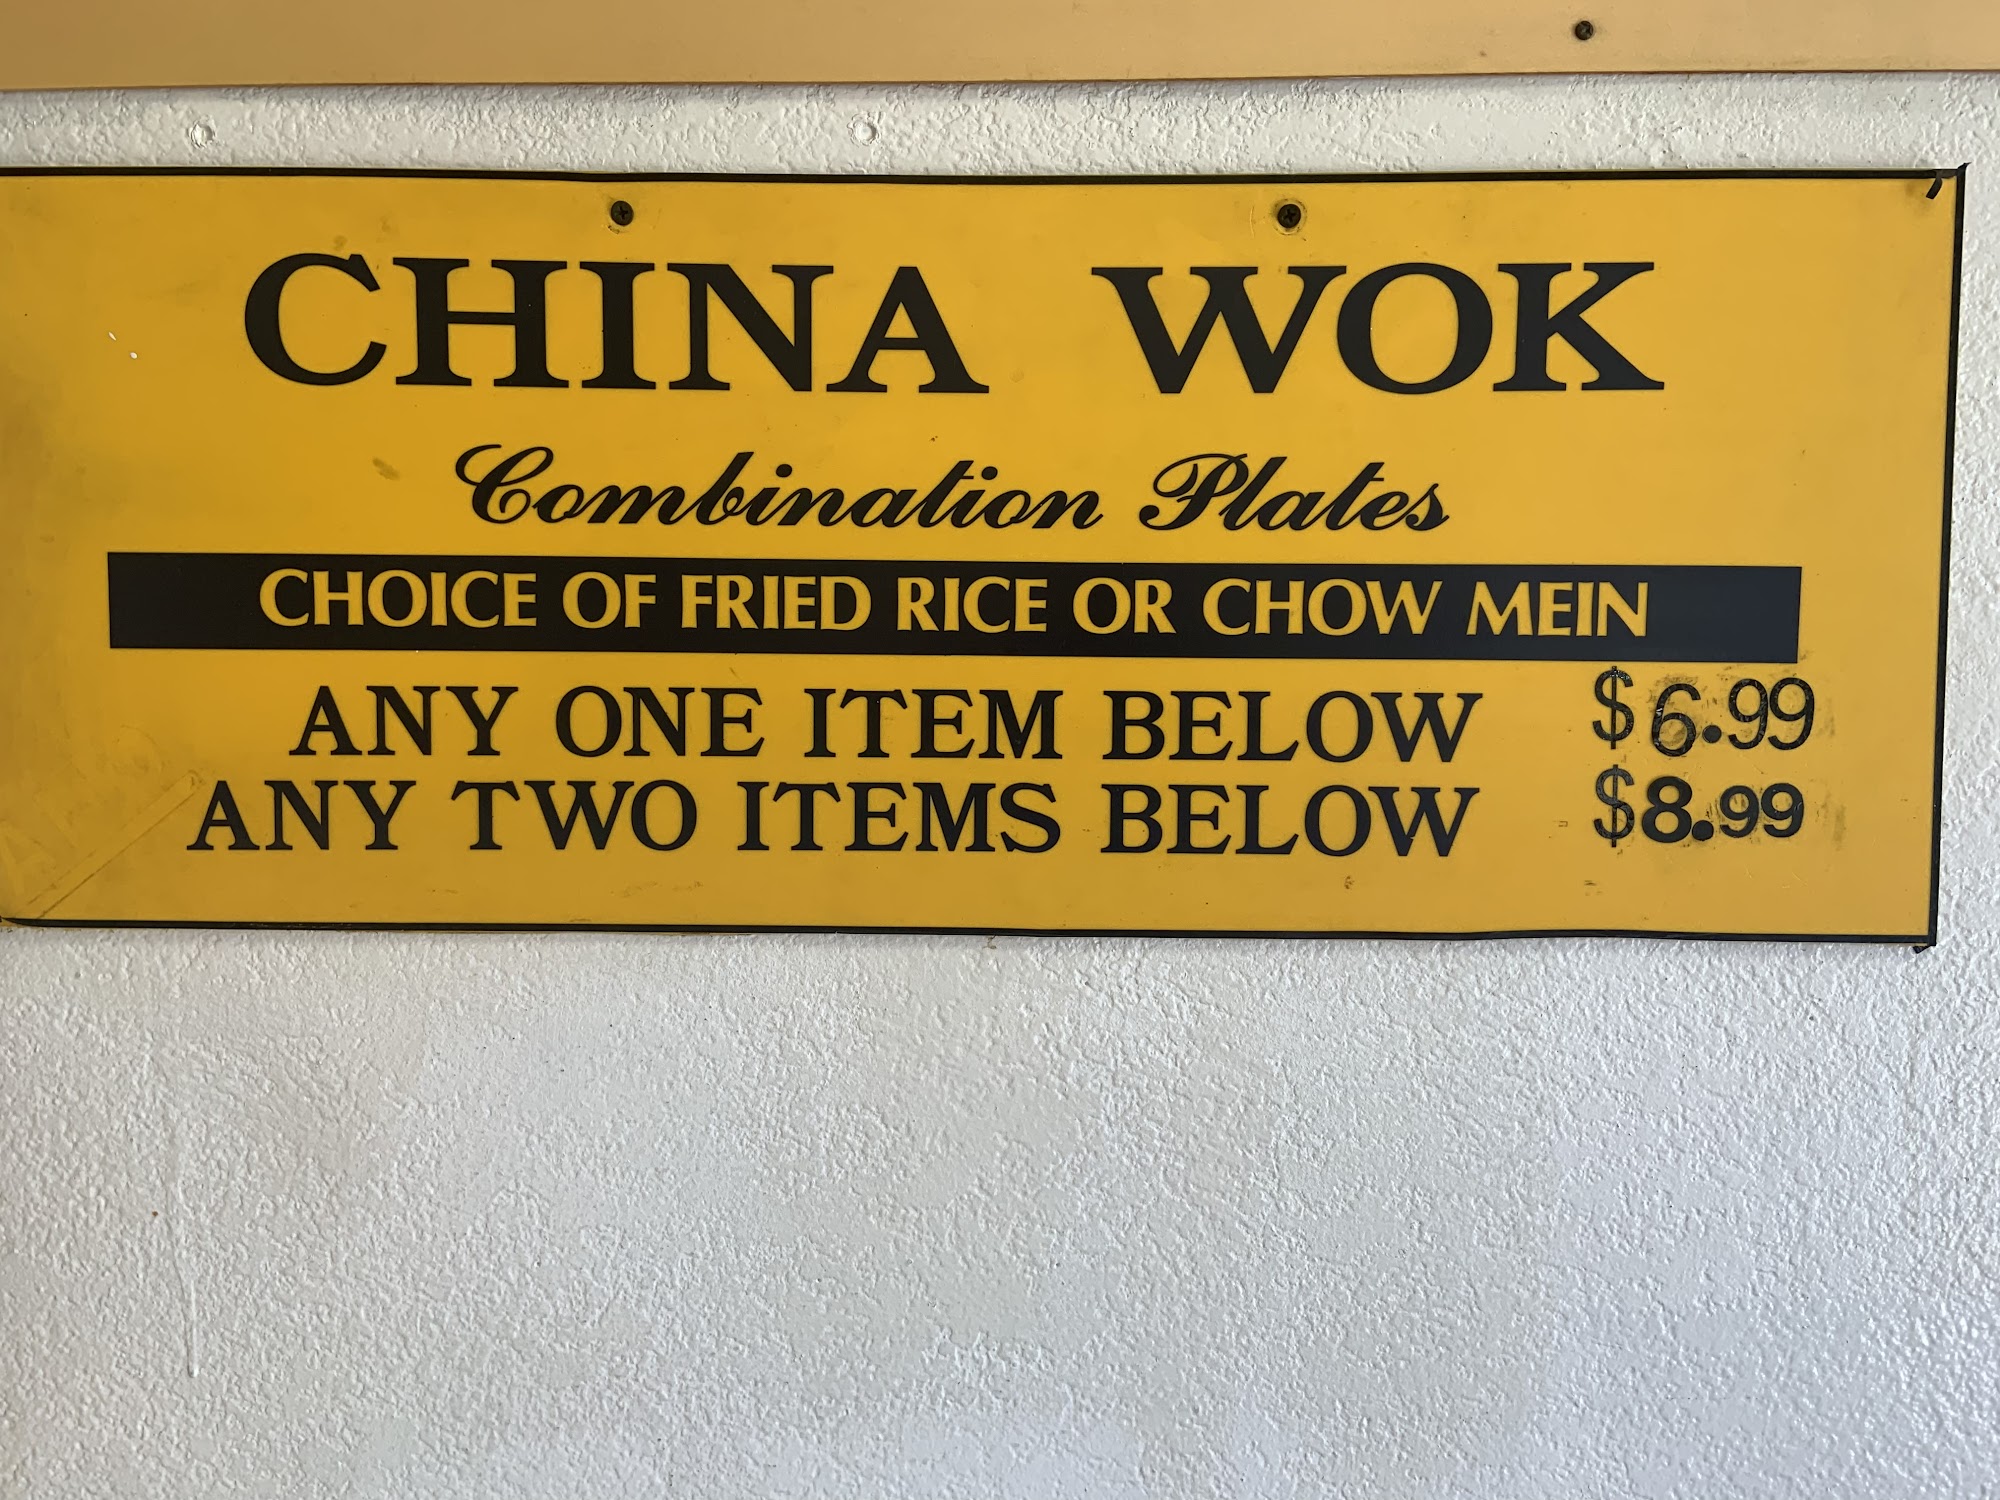 CHINA WOK
Combination Plates
CHOICE OF FRIED RICE OR CHOW MEIN
ANY ONE ITEM BELOW $6.99
ANY TWO ITEMS BELOW $8.99